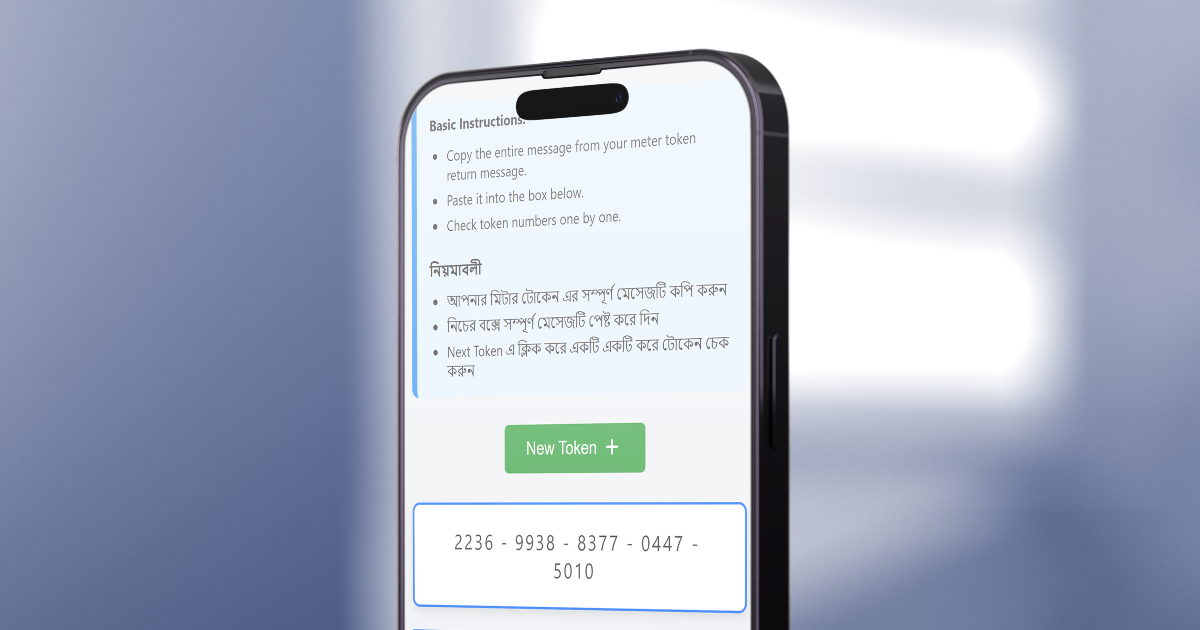 Basic Instructions:
Copy the entire message from your meter token
return message.
Paste it into the box below.
Check token numbers one by one.
নিয়মাবলী
আপনার মিটার টোকেন এর সম্পূর্ণ মেসেজটি কপি করুন
নিচের বক্সে সম্পূর্ণ মেসেজটি পেষ্ট করে দিন
Next Token এ ক্লিক করে একটি একটি করে টোকেন চেক
করুন
New Token +
2236 - 9938 - 8377 - 0447 -
5010